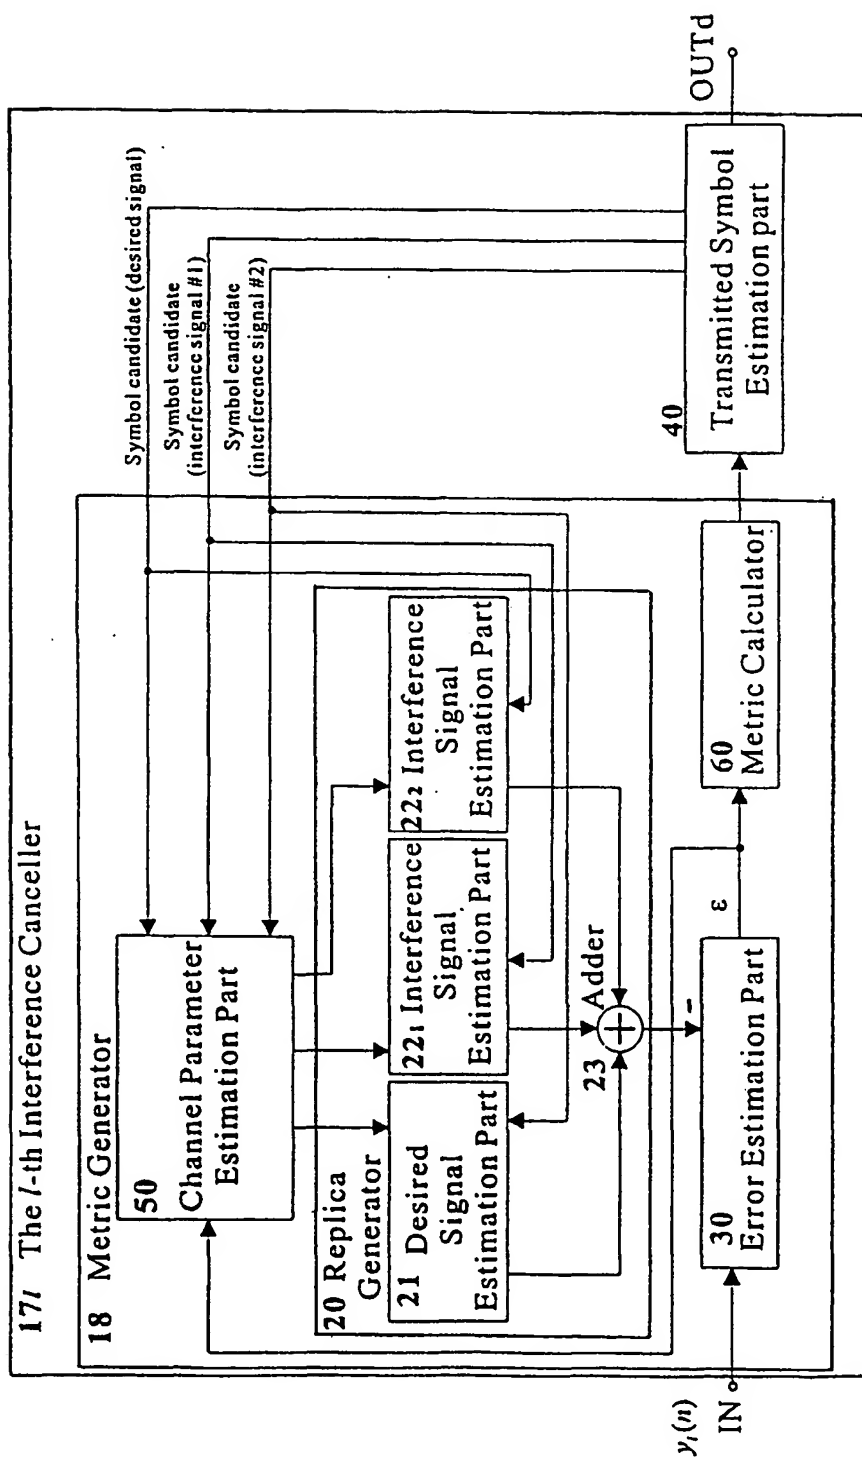 17l The l-th Interference Canceller
18 Metric Generator
50
Channel Parameter
Estimation Part
Symbol candidate (desired signal)
Symbol candidate
(interference signal #1)
Symbol candidate
(interference signal #2)
20 Replica
Generator
21 Desired
Signal
Estimation Part
221 Interference
Signal
Estimation Part
222 Interference
Signal
Estimation Part
23
Adder
+
-
yl(n)
IN
30
Error Estimation Part
ε
60
Metric Calculator
40
Transmitted Symbol
Estimation part
OUTd